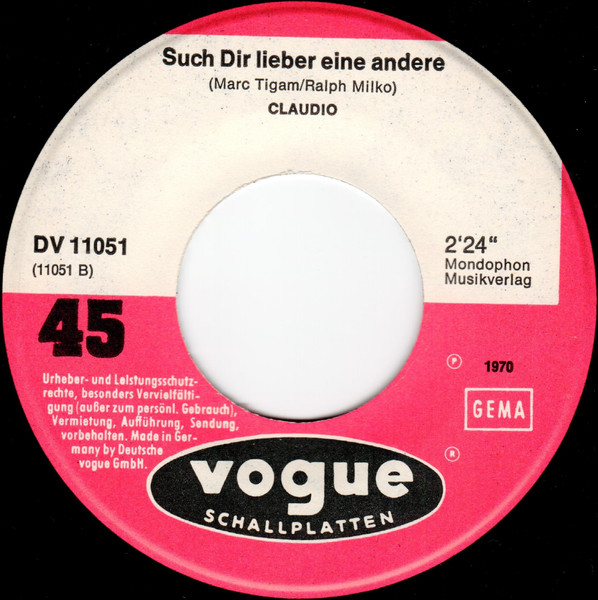 Such Dir lieber eine andere
(Marc Tigam/Ralph Milko)
CLAUDIO
DV 11051
(11051 B)
2'24“
Mondophon
Musikverlag
45
Ⓟ 1970
GEMA
Urheber- und Leistungsschutz-
rechte, besonders Vervielfälti-
gung (außer zum persönl. Gebrauch),
Vermietung, Aufführung, Sendung,
vorbehalten. Made in Ger-
many by Deutsche
vogue GmbH.
®
vogue
SCHALLPLATTEN